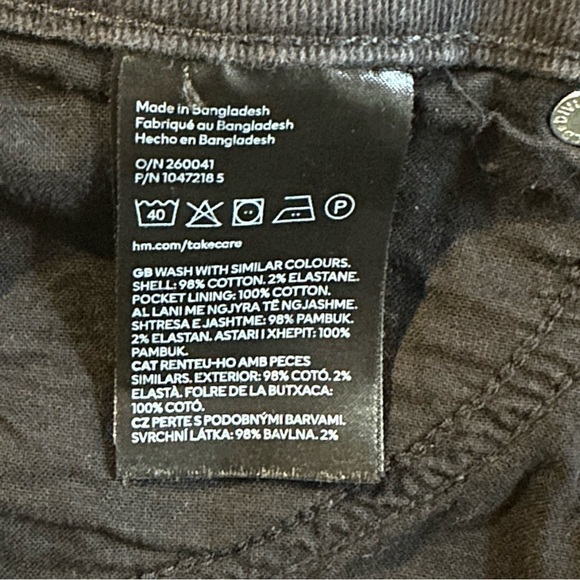 Made in Bangladesh
Fabriqué au Bangladesh
Hecho en Bangladesh
O/N 260041
P/N 1047218 5
40
P
hm.com/takecare
GB WASH WITH SIMILAR COLOURS.
SHELL: 98% COTTON. 2% ELASTANE.
POCKET LINING: 100% COTTON.
AL LANI ME NGJYRA TË NGJASHME.
SHTRESA E JASHTME: 98% PAMBUK.
2% ELASTAN. ASTARI I XHEPIT: 100%
PAMBUK.
CAT RENTEU-HO AMB PECES
SIMILARS. EXTERIOR: 98% COTÓ. 2%
ELASTÀ. FOLRE DE LA BUTXACA:
100% COTÓ.
CZ PERTE S PODOBNÝMI BARVAMI.
SVRCHNÍ LÁTKA: 98% BAVLNA. 2%